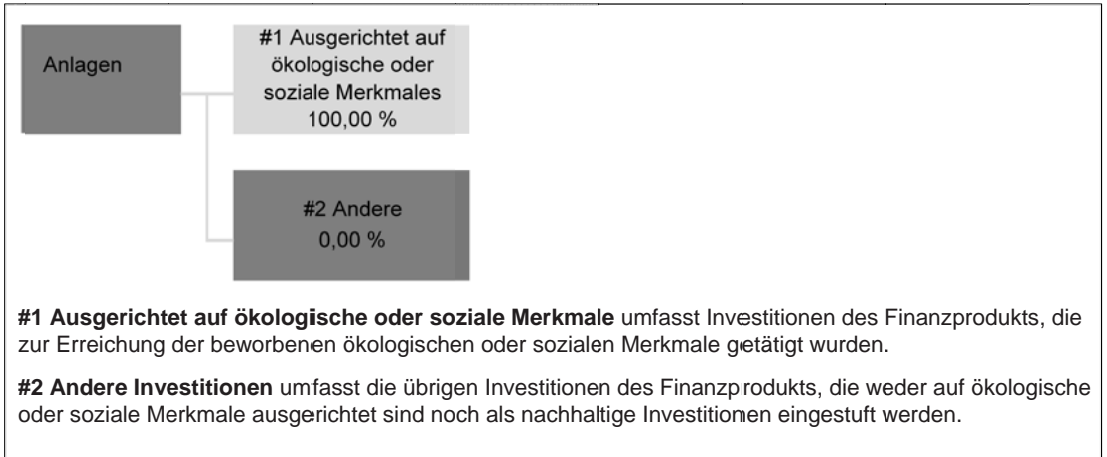 Anlagen
#1 Ausgerichtet auf
ökologische oder
soziale Merkmales
100,00 %
#2 Andere
0,00 %
#1 Ausgerichtet auf ökologische oder soziale Merkmale umfasst Investitionen des Finanzprodukts, die
zur Erreichung der beworbenen ökologischen oder sozialen Merkmale getätigt wurden.
#2 Andere Investitionen umfasst die übrigen Investitionen des Finanzprodukts, die weder auf ökologische
oder soziale Merkmale ausgerichtet sind noch als nachhaltige Investitionen eingestuft werden.